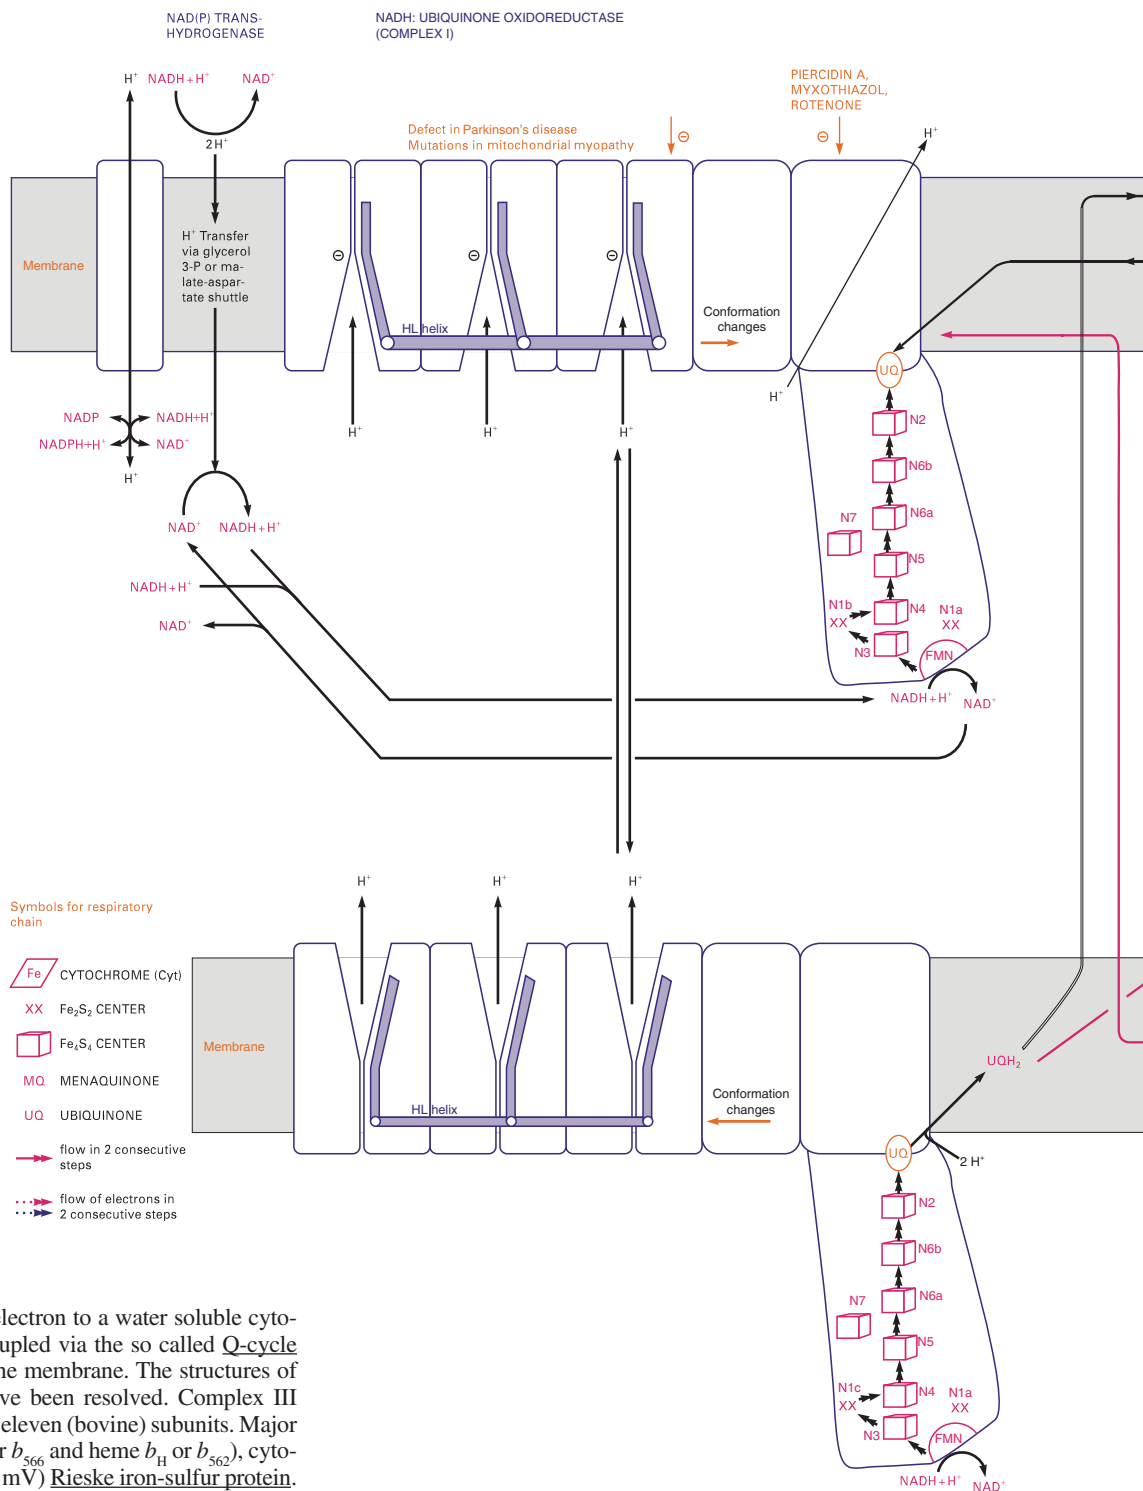 NAD(P) TRANS-
HYDROGENASE
NADH: UBIQUINONE OXIDOREDUCTASE
(COMPLEX I)
H⁺ NADH+H⁺ NAD⁺
2H⁺
PIERCIDIN A,
MYXOTHIAZOL,
ROTENONE
Defect in Parkinson's disease
Mutations in mitochondrial myopathy
⊖
⊖
H⁺
Membrane
H⁺ Transfer
via glycerol
3-P or ma-
late-aspar-
tate shuttle
⊖ ⊖ ⊖
HL helix
Conformation
changes
UQ
H⁺
NADP NADH+H⁺
NADPH+H⁺ NAD⁺
H⁺
H⁺ H⁺ H⁺
N2
N6b
N6a
N7
N5
N1b
XX
N4
N1a
XX
N3
FMN
NADH+H⁺ NAD⁺
NAD⁺ NADH+H⁺
NADH+H⁺
NAD⁺
H⁺ H⁺ H⁺
Symbols for respiratory
chain
Fe CYTOCHROME (Cyt)
XX Fe₂S₂ CENTER
Fe₄S₄ CENTER
MQ MENAQUINONE
UQ UBIQUINONE
flow in 2 consecutive
steps
flow of electrons in
2 consecutive steps
Membrane
HL helix
Conformation
changes
UQH₂
UQ
2 H⁺
N2
N6b
N6a
N7
N5
N1c
XX
N4
N1a
XX
N3
FMN
NADH+H⁺ NAD⁺
electron to a water soluble cyto-
upled via the so called Q-cycle
ne membrane. The structures of
ve been resolved. Complex III
eleven (bovine) subunits. Major
r b₅₆₆ and heme b_H or b₅₆₂), cyto-
mV) Rieske iron-sulfur protein.